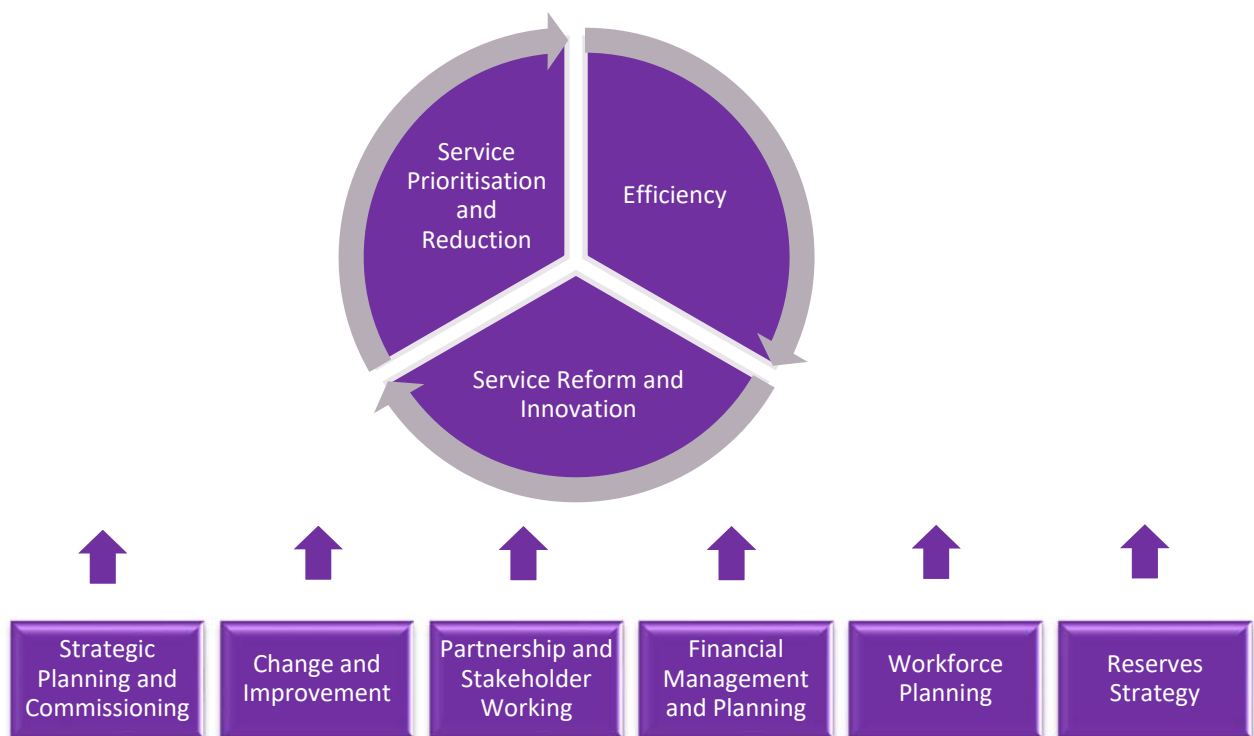 Service
Prioritisation
and
Reduction
Efficiency
Service Reform and
Innovation
Strategic
Planning and
Commissioning
Change and
Improvement
Partnership and
Stakeholder
Working
Financial
Management
and Planning
Workforce
Planning
Reserves
Strategy